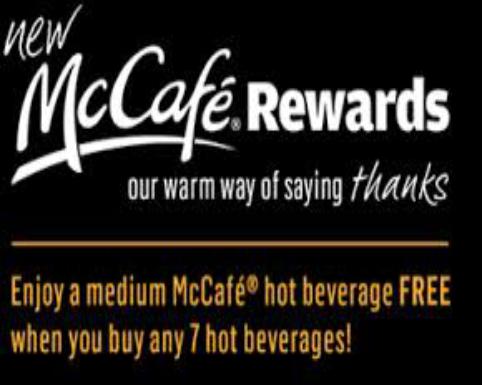 new
McCafé® Rewards
our warm way of saying thanks
Enjoy a medium McCafé® hot beverage FREE
when you buy any 7 hot beverages!